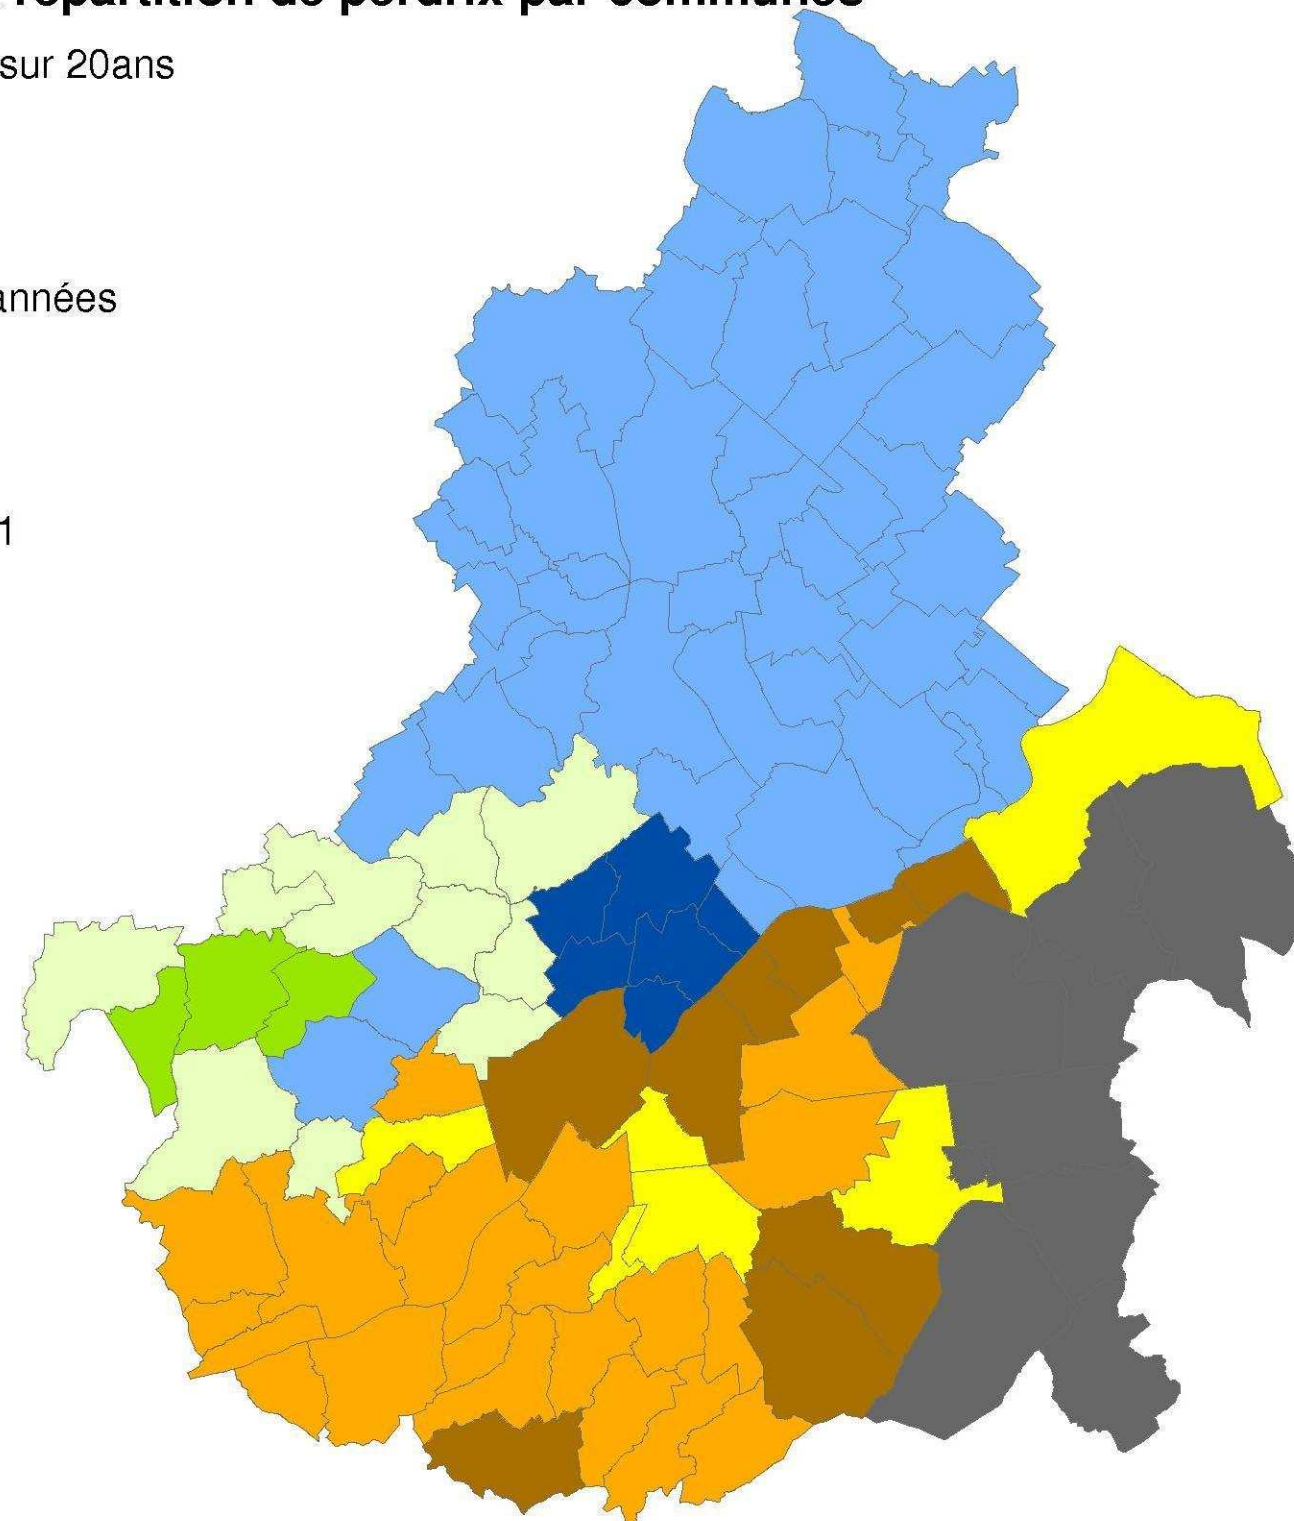 répartition de perdrix par communes
sur 20ans
années
1